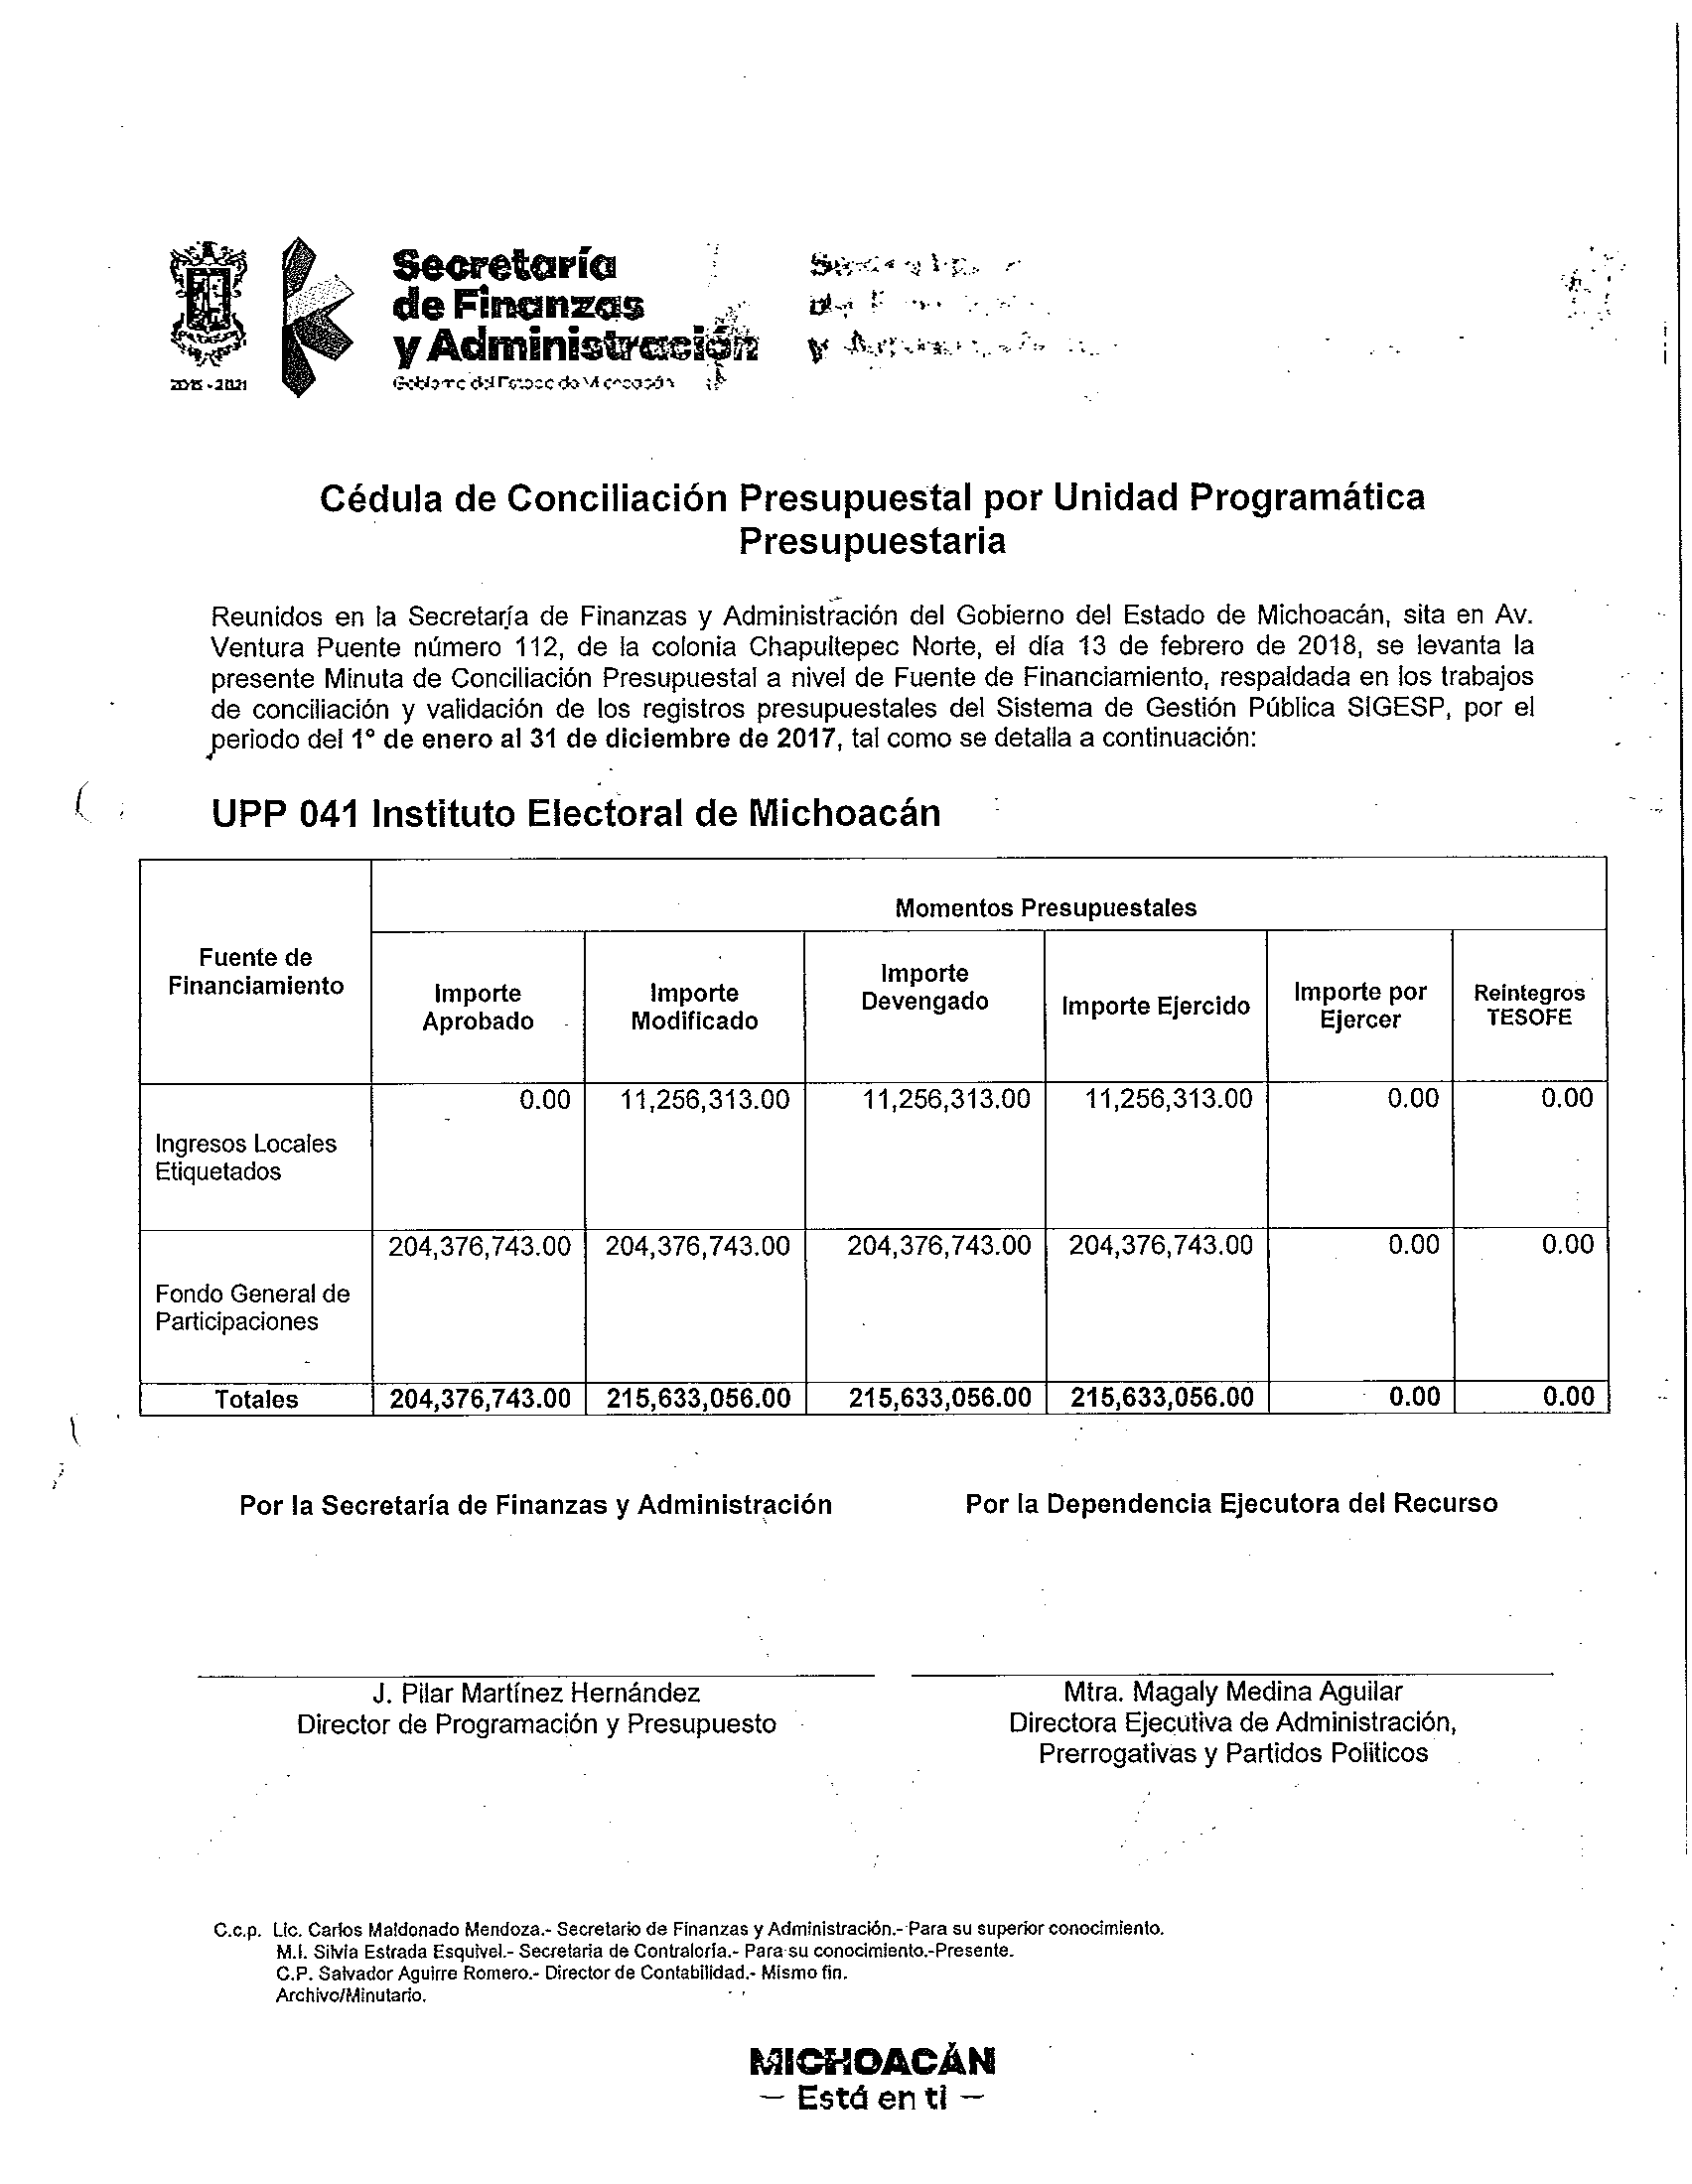 Secretaría
de Finanzas
y Administración
Gobierno del Estado de Michoacán
2015 - 2021
Cédula de Conciliación Presupuestal por Unidad Programática
Presupuestaria
Reunidos en la Secretaría de Finanzas y Administración del Gobierno del Estado de Michoacán, sita en Av.
Ventura Puente número 112, de la colonia Chapultepec Norte, el día 13 de febrero de 2018, se levanta la
presente Minuta de Conciliación Presupuestal a nivel de Fuente de Financiamiento, respaldada en los trabajos
de conciliación y validación de los registros presupuestales del Sistema de Gestión Pública SIGESP, por el
periodo del 1° de enero al 31 de diciembre de 2017, tal como se detalla a continuación:
UPP 041 Instituto Electoral de Michoacán
Momentos Presupuestales
Fuente de
Financiamiento
Importe
Aprobado
Importe
Modificado
Importe
Devengado
Importe Ejercido
Importe por
Ejercer
Reintegros
TESOFE
0.00 11,256,313.00 11,256,313.00 11,256,313.00 0.00 0.00
Ingresos Locales
Etiquetados
204,376,743.00 204,376,743.00 204,376,743.00 204,376,743.00 0.00 0.00
Fondo General de
Participaciones
Totales 204,376,743.00 215,633,056.00 215,633,056.00 215,633,056.00 0.00 0.00
Por la Secretaría de Finanzas y Administración
Por la Dependencia Ejecutora del Recurso
J. Pilar Martínez Hernández
Director de Programación y Presupuesto
Mtra. Magaly Medina Aguilar
Directora Ejecutiva de Administración,
Prerrogativas y Partidos Politicos
C.c.p. Lic. Carlos Maldonado Mendoza.- Secretario de Finanzas y Administración.- Para su superior conocimiento.
M.I. Silvia Estrada Esquivel.- Secretaria de Contraloría.- Para su conocimiento.-Presente.
C.P. Salvador Aguirre Romero.- Director de Contabilidad.- Mismo fin.
Archivo/Minutario.
MICHOACÁN
— Está en ti —